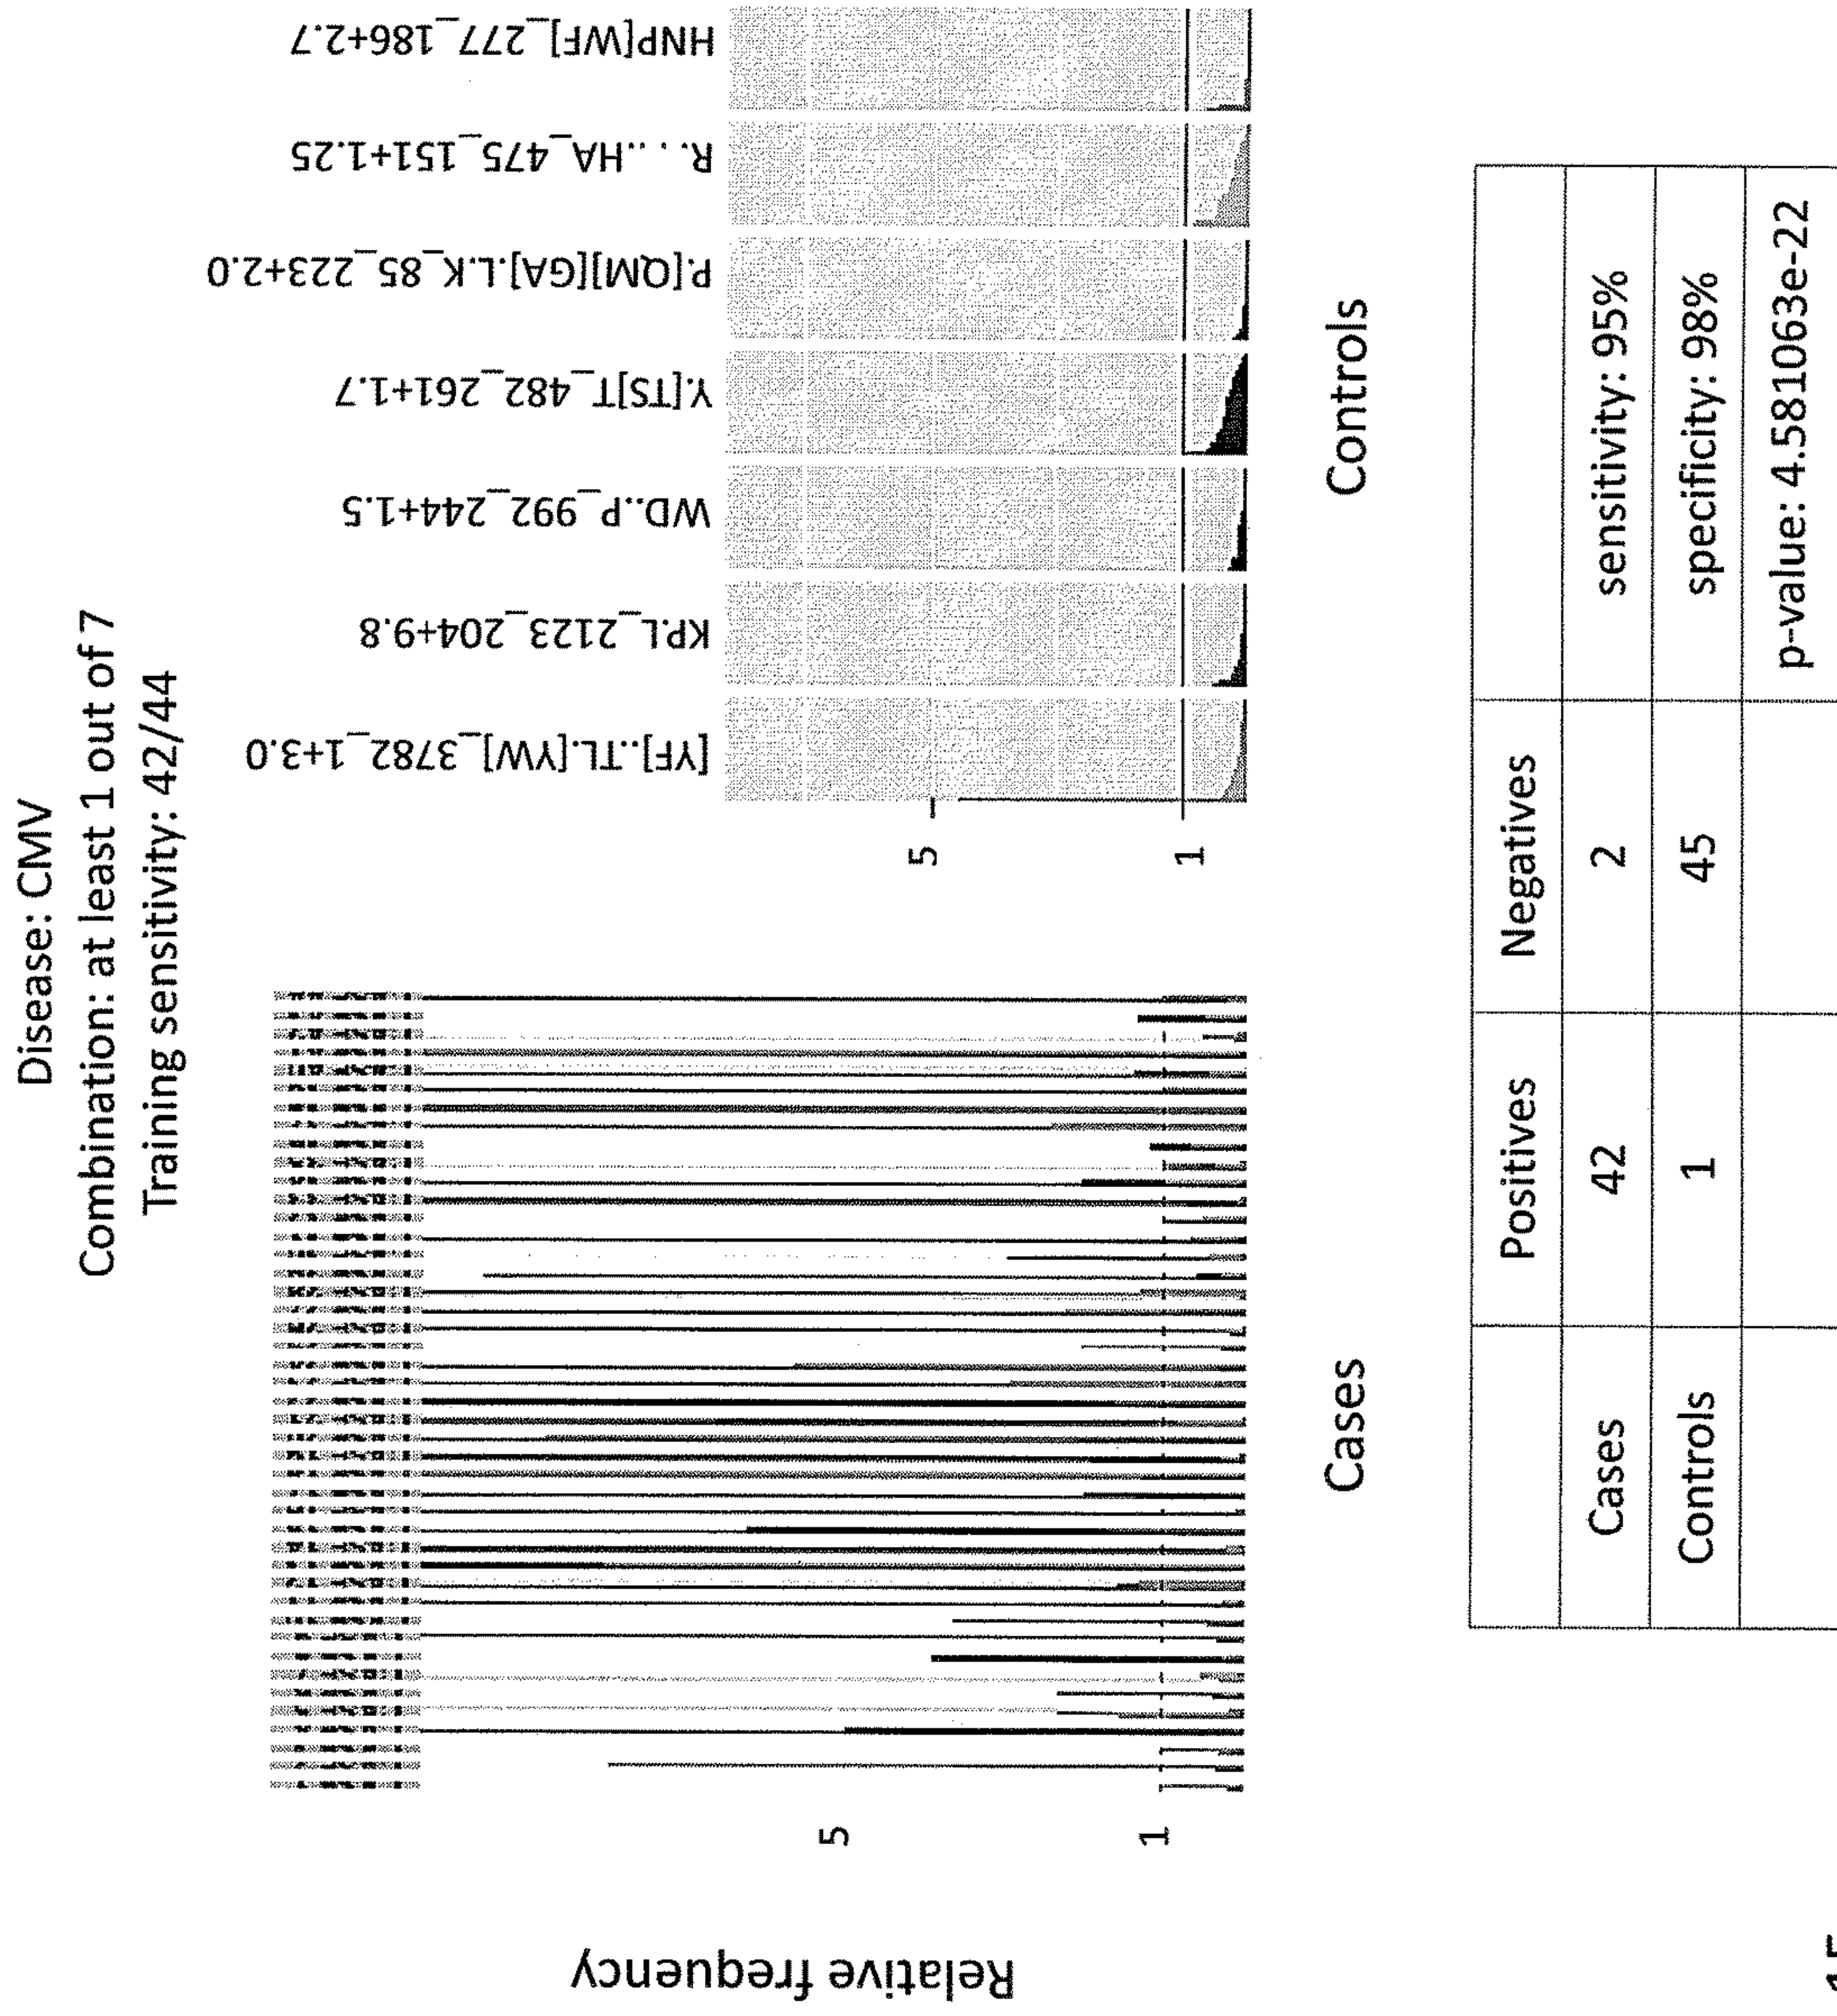 Disease: CMV
Combination: at least 1 out of 7
Training sensitivity: 42/44
Relative frequency
5
1
Cases
[YF]..TL.[YW]_3782_1+3.0
KP.L_2123_204+9.8
WD..P_992_244+1.5
Y.[TS]T_482_261+1.7
P.[QM][GA].L.K_85_223+2.0
R. . ..HA_475_151+1.25
HNP[WF]_277_186+2.7
5
1
Controls
Positives Negatives
Cases 42 2 sensitivity: 95%
Controls 1 45 specificity: 98%
p-value: 4.581063e-22